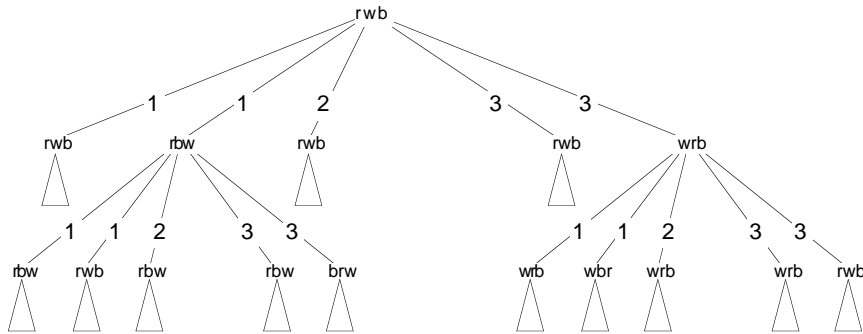 rwb
1 1 2 3 3
rwb rbw rwb rwb wrb
1 1 2 3 3 1 1 2 3 3
rbw rwb rbw rbw brw wrb wbr wrb wrb rwb